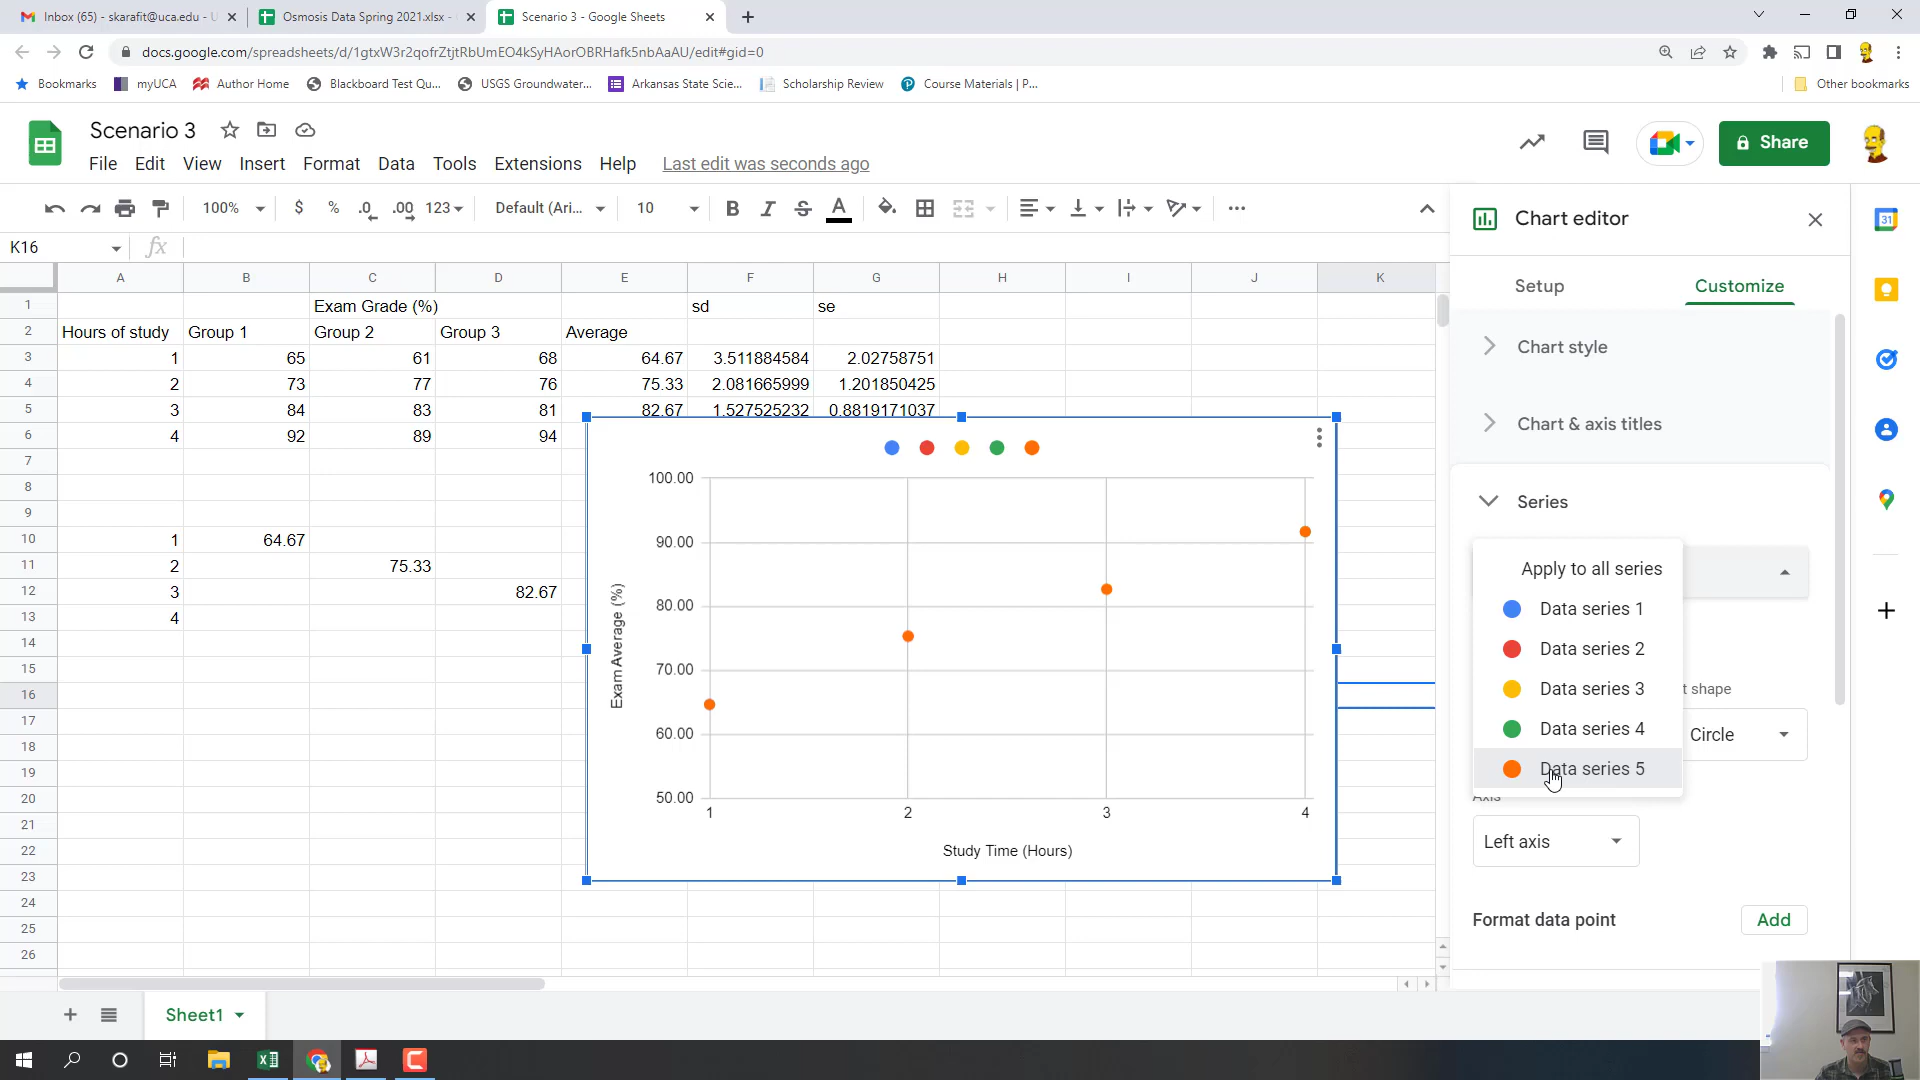 Inbox (65) - skarafit@uca.edu - U
Osmosis Data Spring 2021.xlsx -
Scenario 3 - Google Sheets
docs.google.com/spreadsheets/d/1gtxW3r2qofrZtjtRbUmEO4kSyHAorOBRHafk5nbAaAU/edit#gid=0
Bookmarks myUCA Author Home Blackboard Test Qu... USGS Groundwater... Arkansas State Scie... Scholarship Review Course Materials | P... Other bookmarks
Scenario 3
Share
File Edit View Insert Format Data Tools Extensions Help Last edit was seconds ago
100% $ % .0 .00 123 Default (Ari... 10 B I S A
Chart editor
K16 fx
A B C D E F G H I J K
Setup Customize
1 Exam Grade (%) sd se
2 Hours of study Group 1 Group 2 Group 3 Average
3 1 65 61 68 64.67 3.511884584 2.02758751
4 2 73 77 76 75.33 2.081665999 1.201850425
5 3 84 83 81 82.67 1.527525232 0.8819171037
6 4 92 89 94
7
8
9
10 1 64.67
11 2 75.33
12 3 82.67
13 4
14
15
16
17
18
19
20
21
22
23
24
25
26
100.00
90.00
80.00
70.00
60.00
50.00
1 2 3 4
Exam Average (%)
Study Time (Hours)
Chart style
Chart & axis titles
Series
Apply to all series
Data series 1
Data series 2
Data series 3
t shape
Data series 4
Circle
Data series 5
Axis
Left axis
Format data point
Add
Sheet1
31